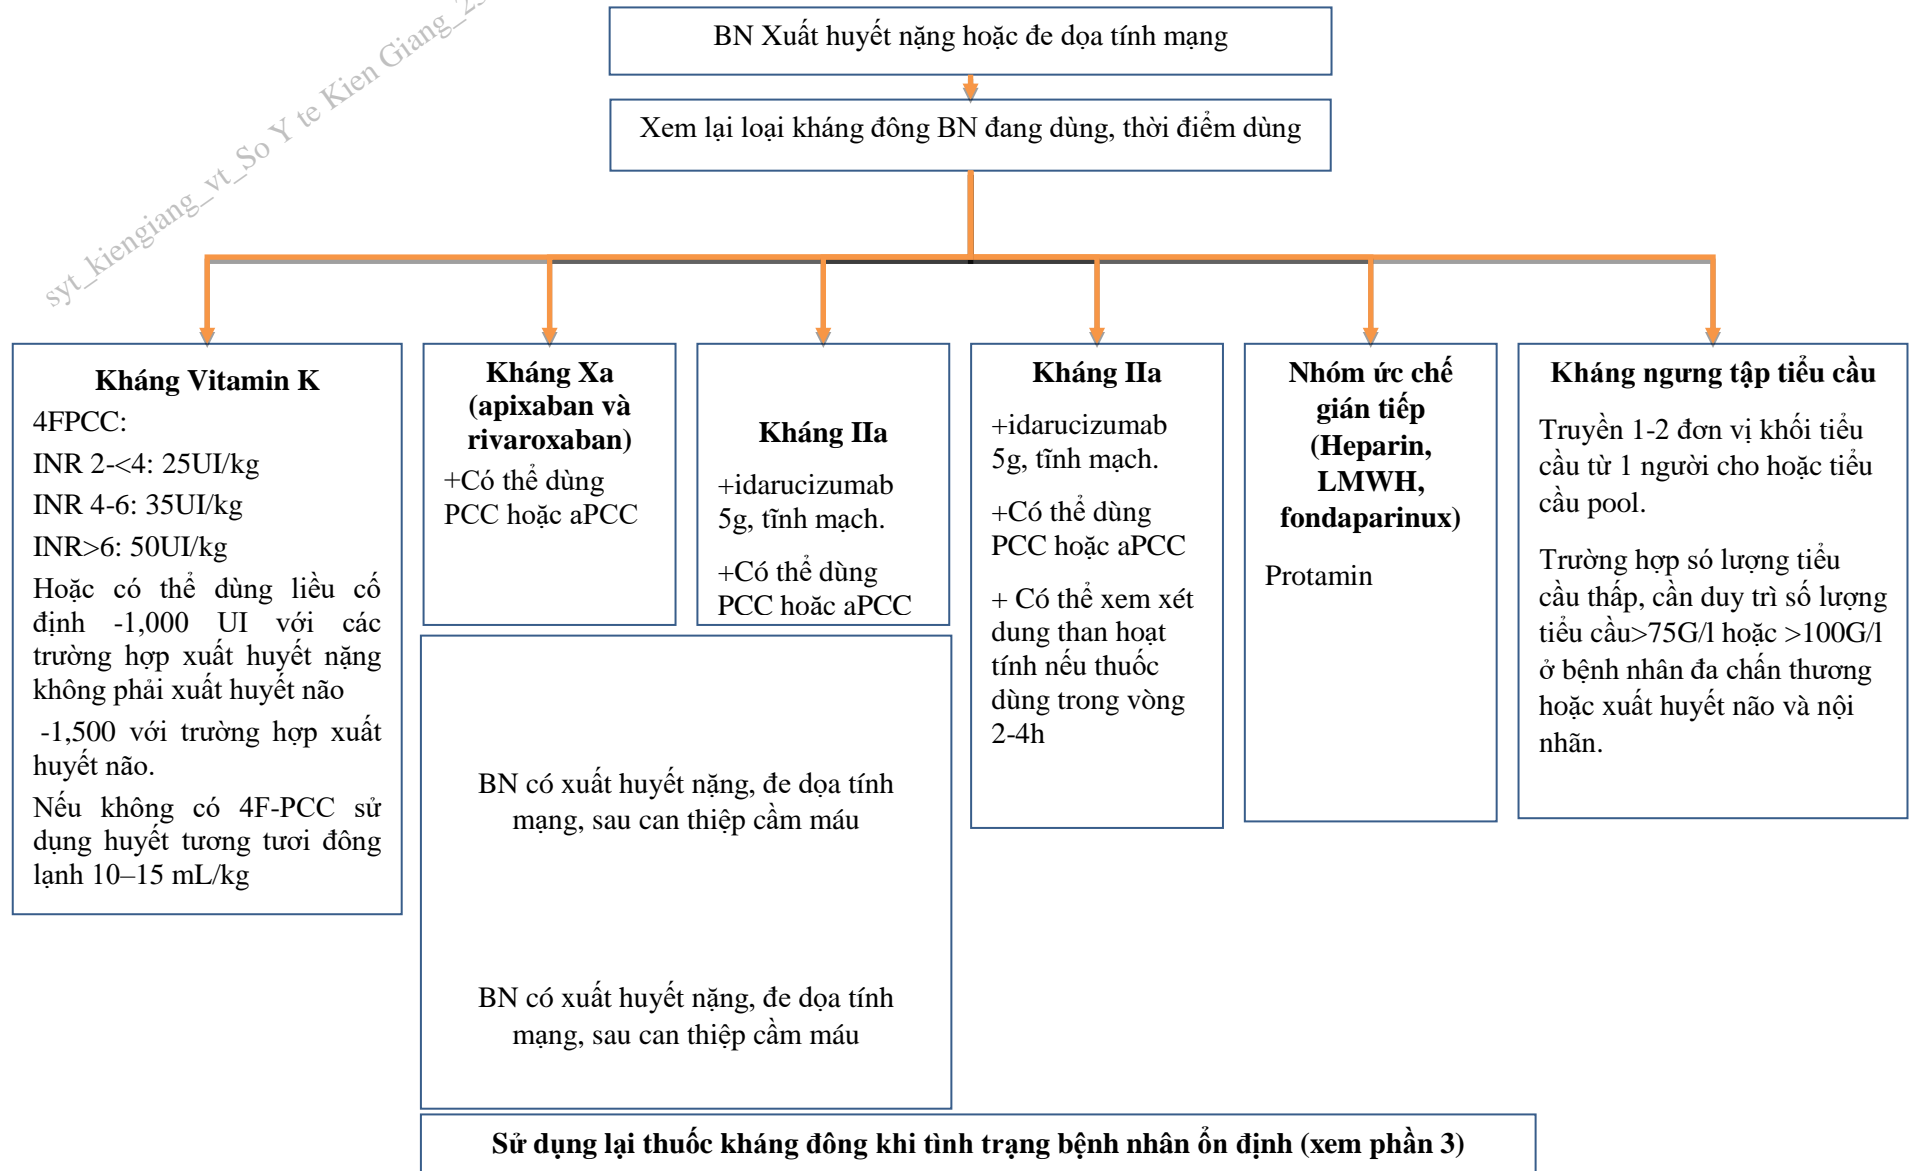 syt_kiengiang_vt_So Y te Kien Giang_
BN Xuất huyết nặng hoặc đe dọa tính mạng
Xem lại loại kháng đông BN đang dùng, thời điểm dùng
Kháng Vitamin K
4FPCC:
INR 2-<4: 25UI/kg
INR 4-6: 35UI/kg
INR>6: 50UI/kg
Hoặc có thể dùng liều cố
định -1,000 UI với các
trường hợp xuất huyết nặng
không phải xuất huyết não
-1,500 với trường hợp xuất
huyết não.
Nếu không có 4F-PCC sử
dụng huyết tương tươi đông
lạnh 10–15 mL/kg
Kháng Xa
(apixaban và
rivaroxaban)
+Có thể dùng
PCC hoặc aPCC
Kháng IIa
+idarucizumab
5g, tĩnh mạch.
+Có thể dùng
PCC hoặc aPCC
Kháng IIa
+idarucizumab
5g, tĩnh mạch.
+Có thể dùng
PCC hoặc aPCC
+ Có thể xem xét
dung than hoạt
tính nếu thuốc
dùng trong vòng
2-4h
Nhóm ức chế
gián tiếp
(Heparin,
LMWH,
fondaparinux)
Protamin
Kháng ngưng tập tiểu cầu
Truyền 1-2 đơn vị khối tiểu
cầu từ 1 người cho hoặc tiểu
cầu pool.
Trường hợp só lượng tiểu
cầu thấp, cần duy trì số lượng
tiểu cầu>75G/l hoặc >100G/l
ở bệnh nhân đa chấn thương
hoặc xuất huyết não và nội
nhãn.
BN có xuất huyết nặng, đe dọa tính
mạng, sau can thiệp cầm máu
BN có xuất huyết nặng, đe dọa tính
mạng, sau can thiệp cầm máu
Sử dụng lại thuốc kháng đông khi tình trạng bệnh nhân ổn định (xem phần 3)